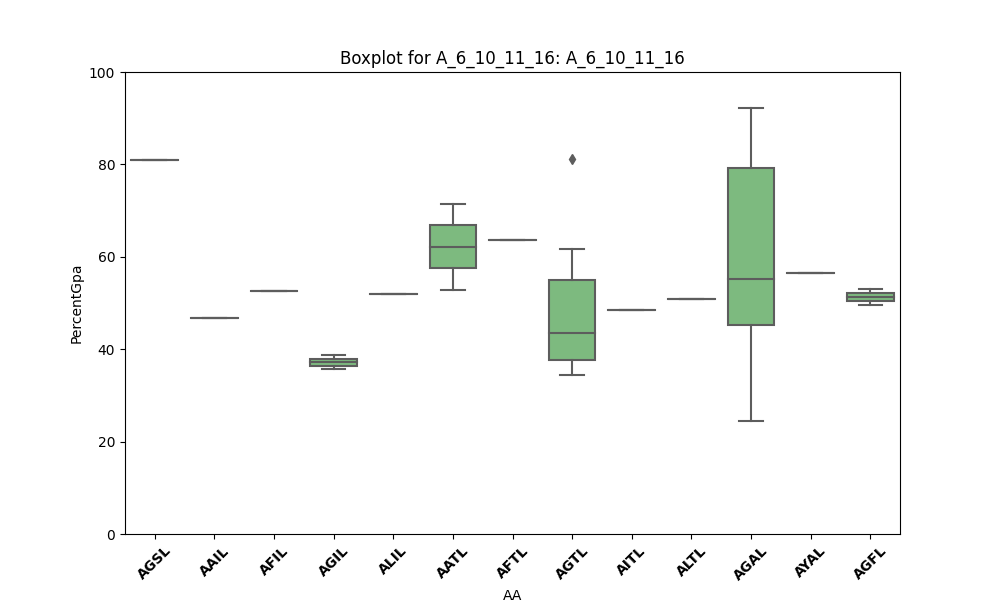 Boxplot for A_6_10_11_16: A_6_10_11_16
100
80
60
40
20
0
PercentGpa
AGSL AAIL AFIL AGIL ALIL AATL AFTL AGTL AITL ALTL AGAL AYAL AGFL
AA